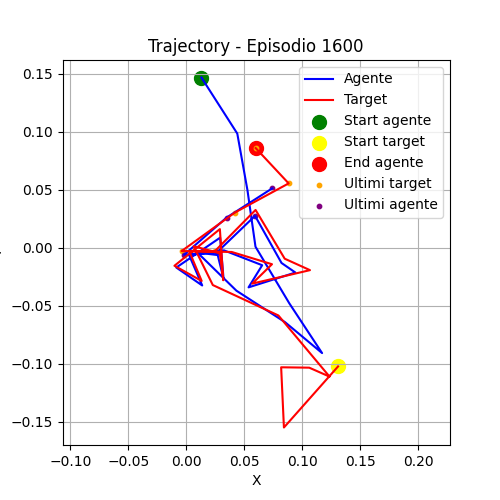 Trajectory - Episodio 1600
Agente
Target
Start agente
Start target
End agente
Ultimi target
Ultimi agente
0.15
0.10
0.05
0.00
−0.05
−0.10
−0.15
−0.10
−0.05
0.00
0.05
0.10
0.15
0.20
X